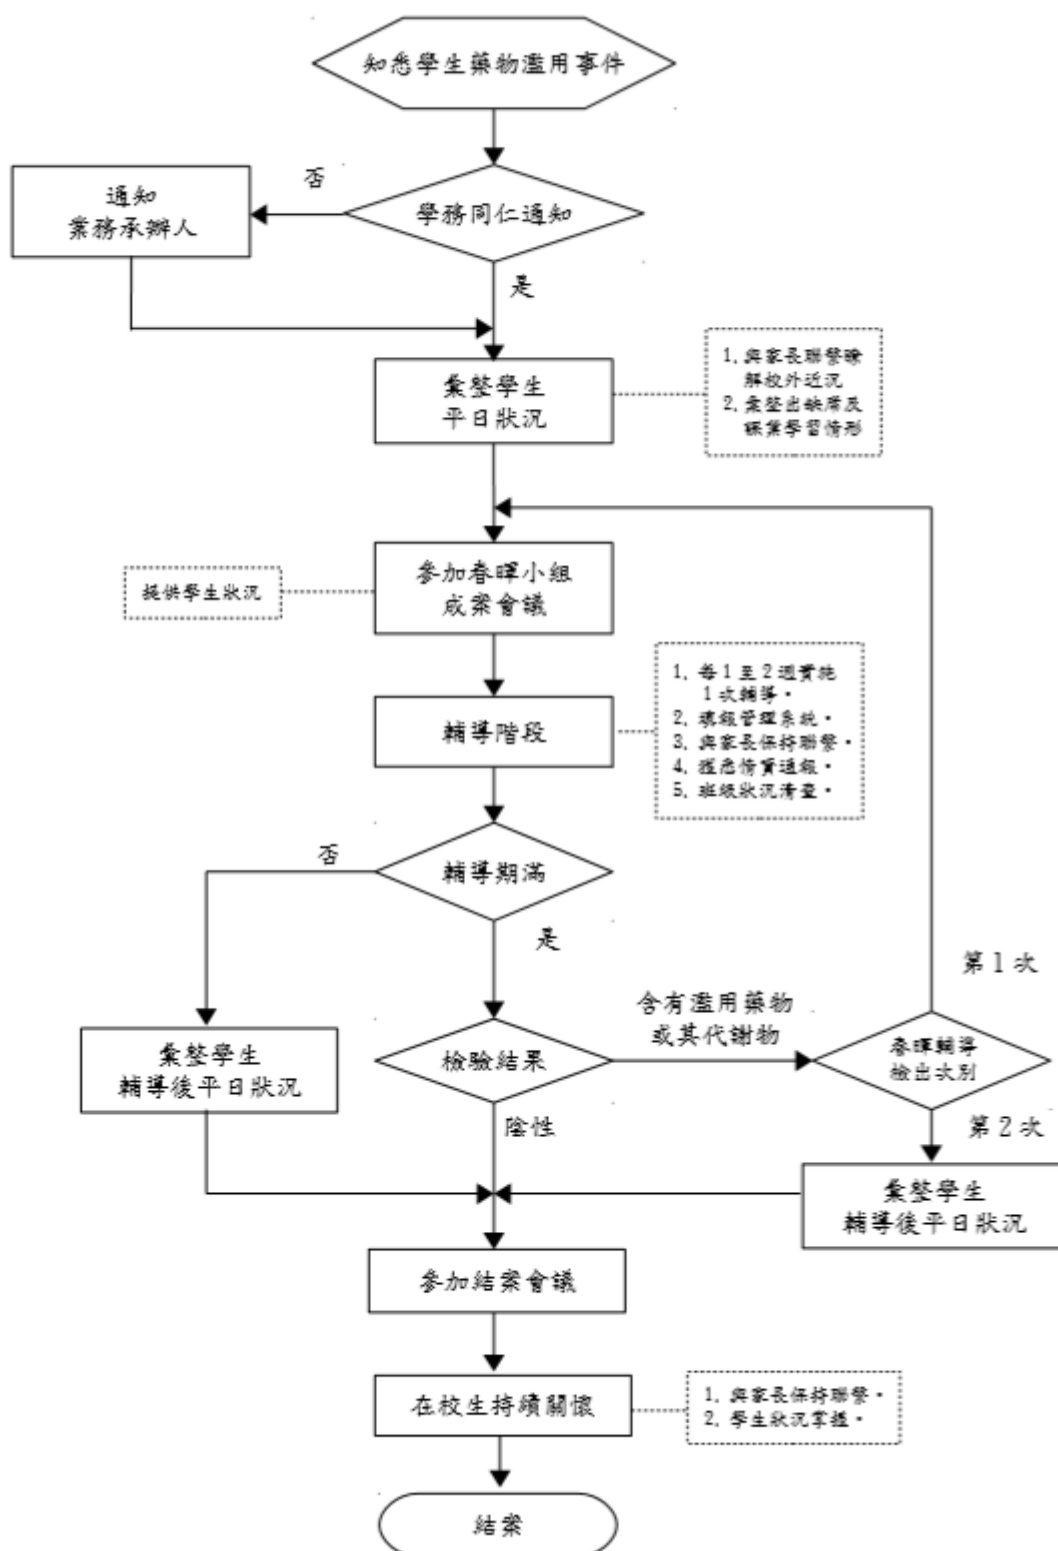 知悉學生藥物濫用事件
否
通知
業務承辦人
學務同仁通知
是
彙整學生
平日狀況
1. 與家長聯繫瞭
解校外近況
2. 彙整出缺席及
課業學習情形
參加春暉小組
成案會議
提供學生狀況
輔導階段
1. 每1至2週實施
1次輔導。
2. 填報管理系統。
3. 與家長保持聯繫。
4. 獲悉情資通報。
5. 班級狀況清查。
否
輔導期滿
是
第1次
含有濫用藥物
或其代謝物
彙整學生
輔導後平日狀況
檢驗結果
春暉輔導
檢出次別
陰性
第2次
彙整學生
輔導後平日狀況
參加結案會議
在校生持續關懷
1. 與家長保持聯繫。
2. 學生狀況掌握。
結案